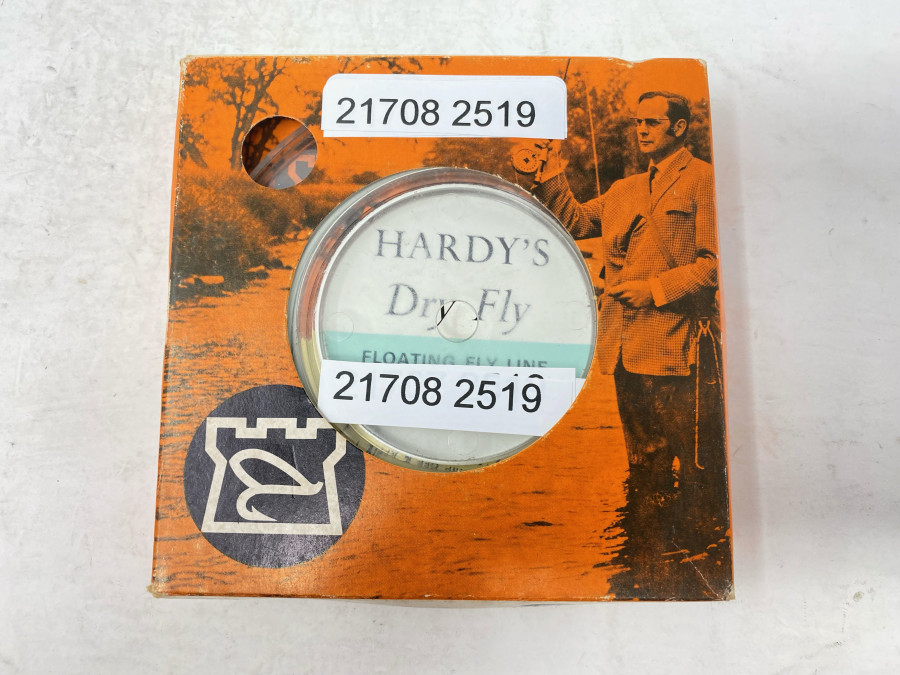 21708 2519
HARDY'S
Dry Fly
FLOATING FLY LINE
21708 2519